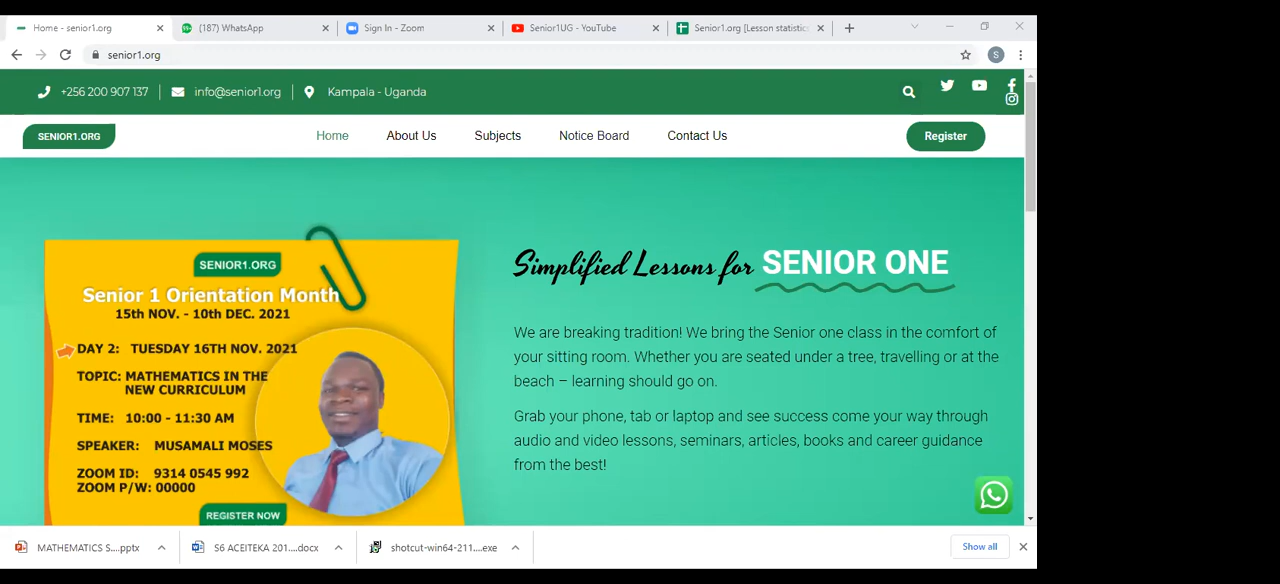 Home - senior1.org
(187) WhatsApp
Sign In - Zoom
Senior1UG - YouTube
Senior1.org [Lesson statistics
senior1.org
S
+256 200 907 137
info@senior1.org
Kampala - Uganda
SENIOR1.ORG
Home
About Us
Subjects
Notice Board
Contact Us
Register
SENIOR1.ORG
Senior 1 Orientation Month
15th NOV. - 10th DEC. 2021
DAY 2: TUESDAY 16TH NOV. 2021
TOPIC: MATHEMATICS IN THE
NEW CURRICULUM
TIME: 10:00 - 11:30 AM
SPEAKER: MUSAMALI MOSES
ZOOM ID: 9314 0545 992
ZOOM P/W: 00000
REGISTER NOW
Simplified Lessons for SENIOR ONE
We are breaking tradition! We bring the Senior one class in the comfort of
your sitting room. Whether you are seated under a tree, travelling or at the
beach – learning should go on.
Grab your phone, tab or laptop and see success come your way through
audio and video lessons, seminars, articles, books and career guidance
from the best!
MATHEMATICS S....pptx
S6 ACEITEKA 201....docx
shotcut-win64-211....exe
Show all